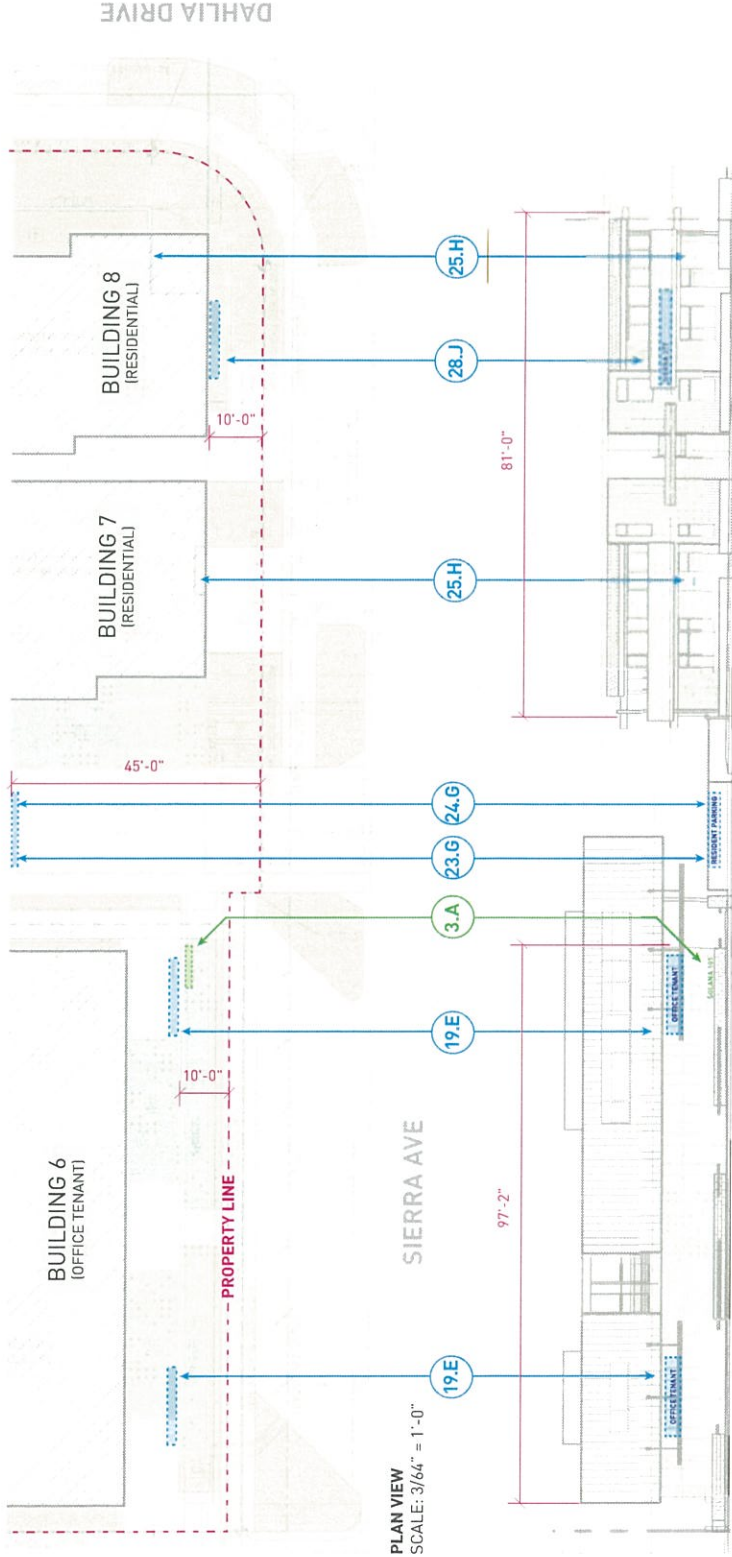 DAHLIA DRIVE
BUILDING 6
(OFFICE TENANT)
BUILDING 7
(RESIDENTIAL)
BUILDING 8
(RESIDENTIAL)
45'-0"
10'-0"
10'-0"
PROPERTY LINE
SIERRA AVE
PLAN VIEW
SCALE: 3/64" = 1'-0"
19.E
19.E
3.A
23.G
24.G
25.H
28.J
25.H
97'-2"
81'-0"
OFFICE TENANT
OFFICE TENANT
SOLANA 101
RESIDENT PARKING